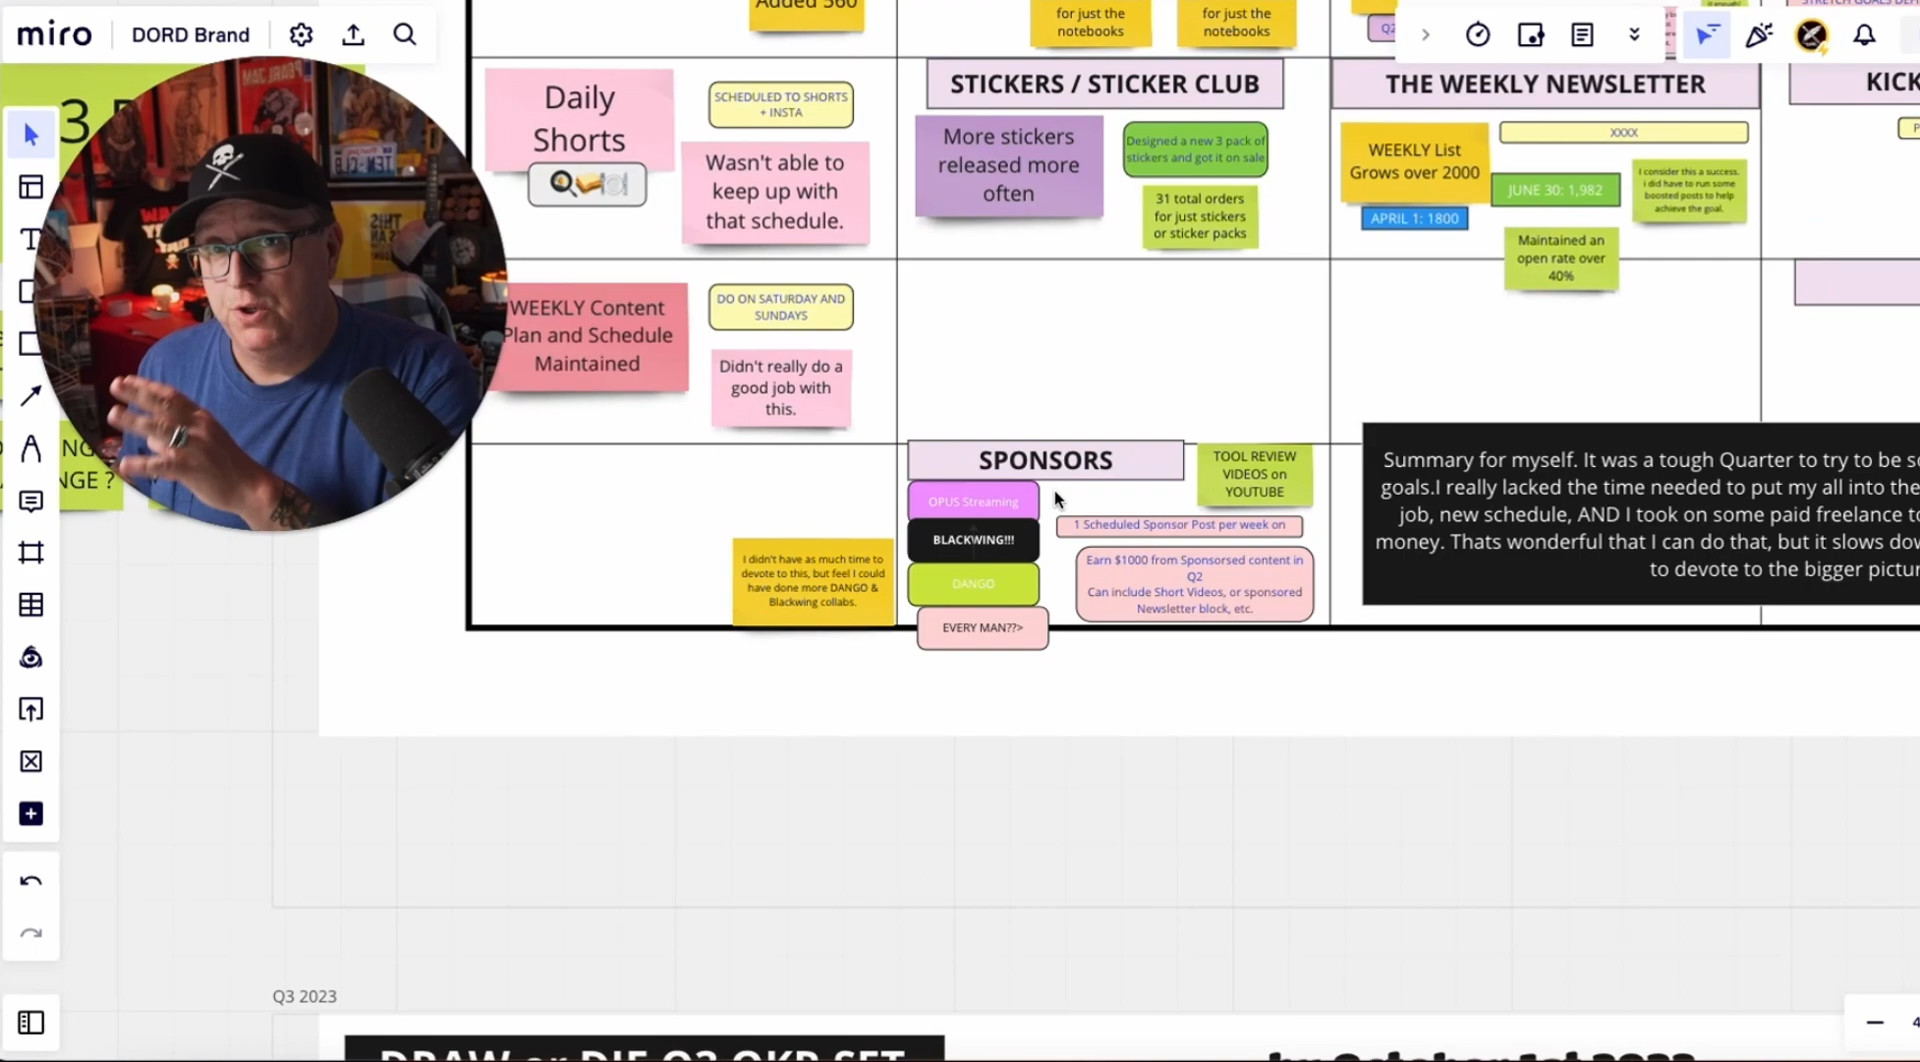 miro
DORD Brand
Added 560
for just the
notebooks
for just the
notebooks
Q2
Daily
Shorts
SCHEDULED TO SHORTS
+ INSTA
Wasn't able to
keep up with
that schedule.
STICKERS / STICKER CLUB
More stickers
released more
often
Designed a new 3 pack of
stickers and got it on sale
31 total orders
for just stickers
or sticker packs
THE WEEKLY NEWSLETTER
WEEKLY List
Grows over 2000
XXXX
JUNE 30: 1,982
APRIL 1: 1800
I consider this a success.
i did have to run some
boosted posts to help
achieve the goal.
Maintained an
open rate over
40%
KICK
WEEKLY Content
Plan and Schedule
Maintained
DO ON SATURDAY AND
SUNDAYS
Didn't really do a
good job with
this.
SPONSORS
OPUS Streaming
BLACKWING!!!
DANGO
EVERY MAN??>
TOOL REVIEW
VIDEOS on
YOUTUBE
1 Scheduled Sponsor Post per week on
Earn $1000 from Sponsorsed content in
Q2
Can include Short Videos, or sponsored
Newsletter block, etc.
I didn't have as much time to
devote to this, but feel I could
have done more DANGO &
Blackwing collabs.
Summary for myself. It was a tough Quarter to try to be so
goals.I really lacked the time needed to put my all into the
job, new schedule, AND I took on some paid freelance to
money. Thats wonderful that I can do that, but it slows dow
to devote to the bigger pictur
NGE ?
Q3 2023
4